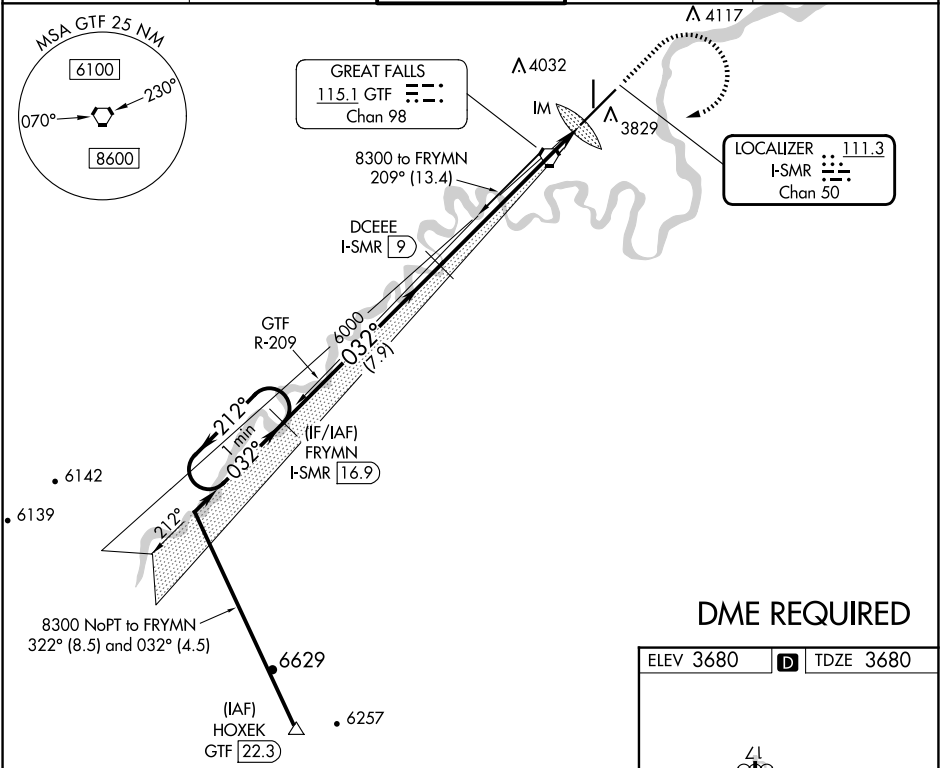 MSA GTF 25 NM
6100
070°
230°
8600
GREAT FALLS
115.1 GTF
Chan 98
4032
4117
IM
3829
LOCALIZER 111.3
I-SMR
Chan 50
8300 to FRYMN
209° (13.4)
DCEEE
I-SMR 9
GTF
R-209
6000
032°
(7.9)
212°
1 min
032°
(IF/IAF)
FRYMN
I-SMR 16.9
6142
6139
212°
8300 NoPT to FRYMN
322° (8.5) and 032° (4.5)
6629
(IAF)
HOXEK
GTF 22.3
6257
DME REQUIRED
ELEV 3680 D TDZE 3680
17